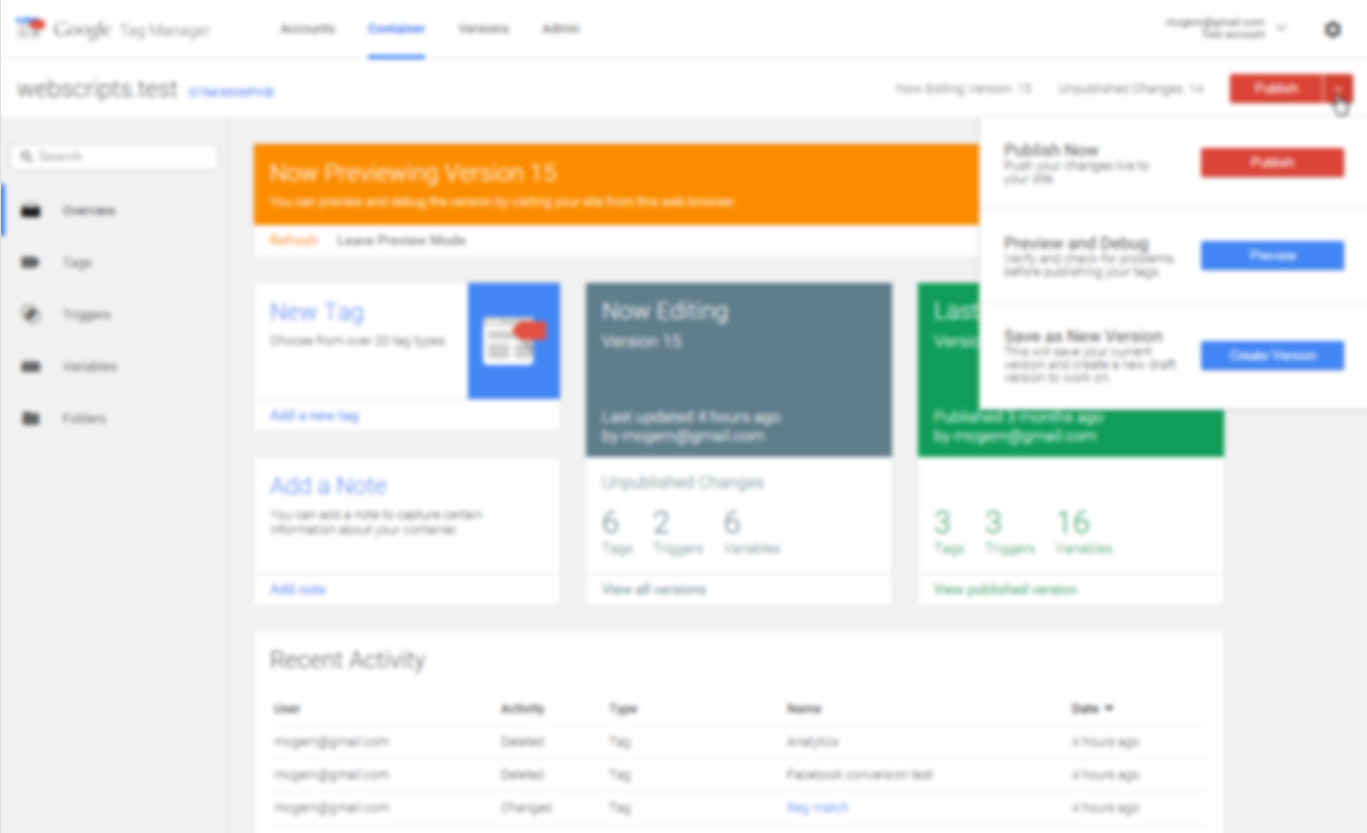 Google Tag Manager
Accounts
Container
Versions
Admin
Test account
webscripts.test
Now Editing Version: 15
Unpublished Changes: 14
Publish
Search
Overview
Tags
Triggers
Variables
Folders
Now Previewing Version 15
You can preview and debug the version by visiting your site from this web browser.
Refresh
Leave Preview Mode
Publish Now
Push your changes live to
your site.
Publish
Preview and Debug
Verify and check for problems
before publishing your tags.
Preview
Save as New Version
This will save your current
version and create a new draft
version to work on.
Create Version
New Tag
Choose from over 20 tag types.
Add a new tag
Now Editing
Version 15
Last updated 4 hours ago
by mcgern@gmail.com
Last
Versio
Published 3 months ago
by mcgern@gmail.com
Add a Note
You can add a note to capture certain
information about your container.
Add note
Unpublished Changes
6 2 6
Tags Triggers Variables
View all versions
3 3 16
Tags Triggers Variables
View published version
Recent Activity
User Activity Type Name Date
mcgern@gmail.com Deleted Tag Analytics 4 hours ago
mcgern@gmail.com Deleted Tag Facebook conversion test 4 hours ago
mcgern@gmail.com Changed Tag Reg match 4 hours ago